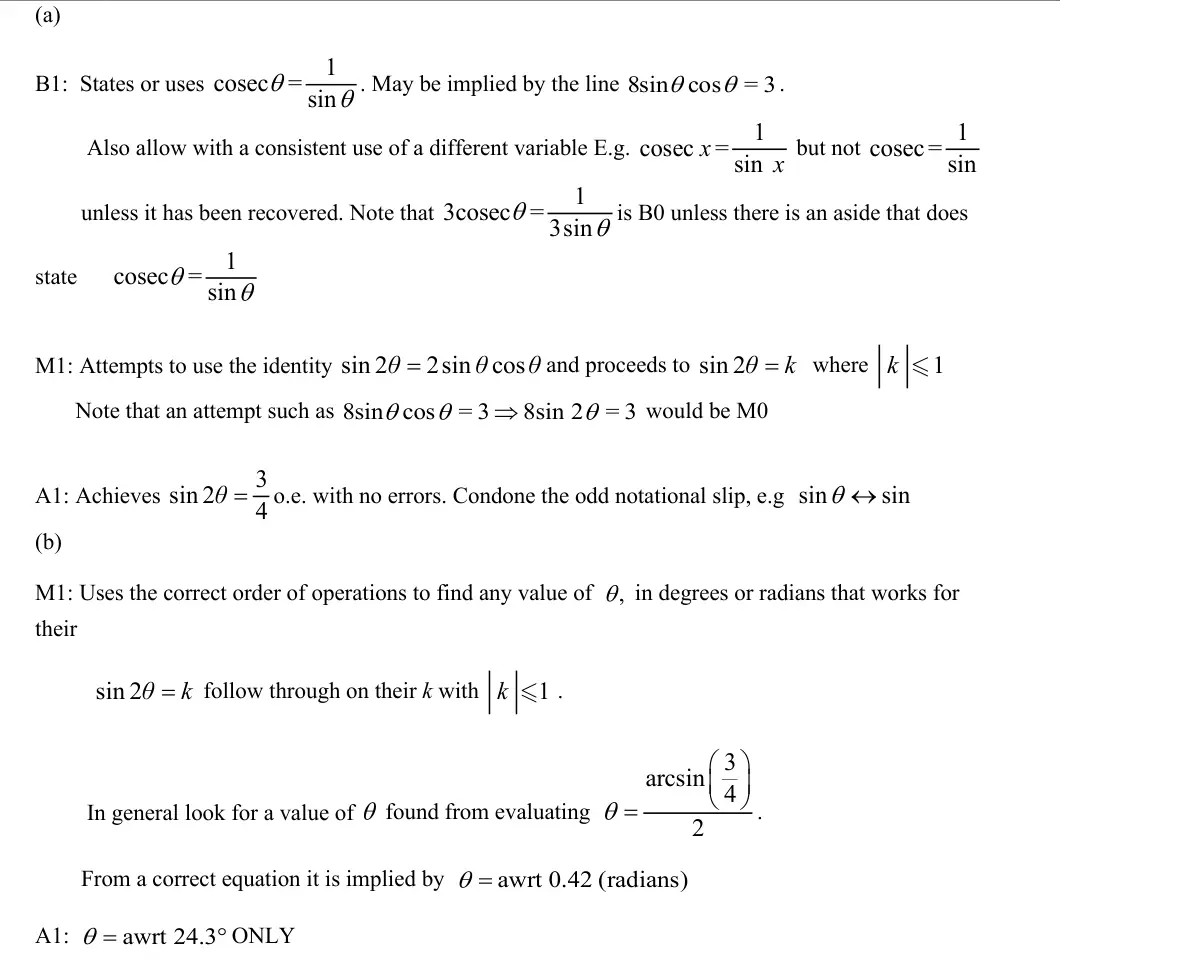 (a)
B1: States or uses cosecθ = 1/sin θ . May be implied by the line 8sinθ cosθ = 3 .
Also allow with a consistent use of a different variable E.g. cosec x = 1/sin x but not cosec = 1/sin
unless it has been recovered. Note that 3cosecθ = 1/3sin θ is B0 unless there is an aside that does
state cosecθ = 1/sin θ
M1: Attempts to use the identity sin 2θ = 2 sin θ cos θ and proceeds to sin 2θ = k where |k| ⩽ 1
Note that an attempt such as 8sinθ cosθ = 3 ⇒ 8sin 2θ = 3 would be M0
A1: Achieves sin 2θ = 3/4 o.e. with no errors. Condone the odd notational slip, e.g sin θ ↔ sin
(b)
M1: Uses the correct order of operations to find any value of θ, in degrees or radians that works for
their
sin 2θ = k follow through on their k with |k| ⩽ 1 .
In general look for a value of θ found from evaluating θ = arcsin(3/4)/2 .
From a correct equation it is implied by θ = awrt 0.42 (radians)
A1: θ = awrt 24.3° ONLY